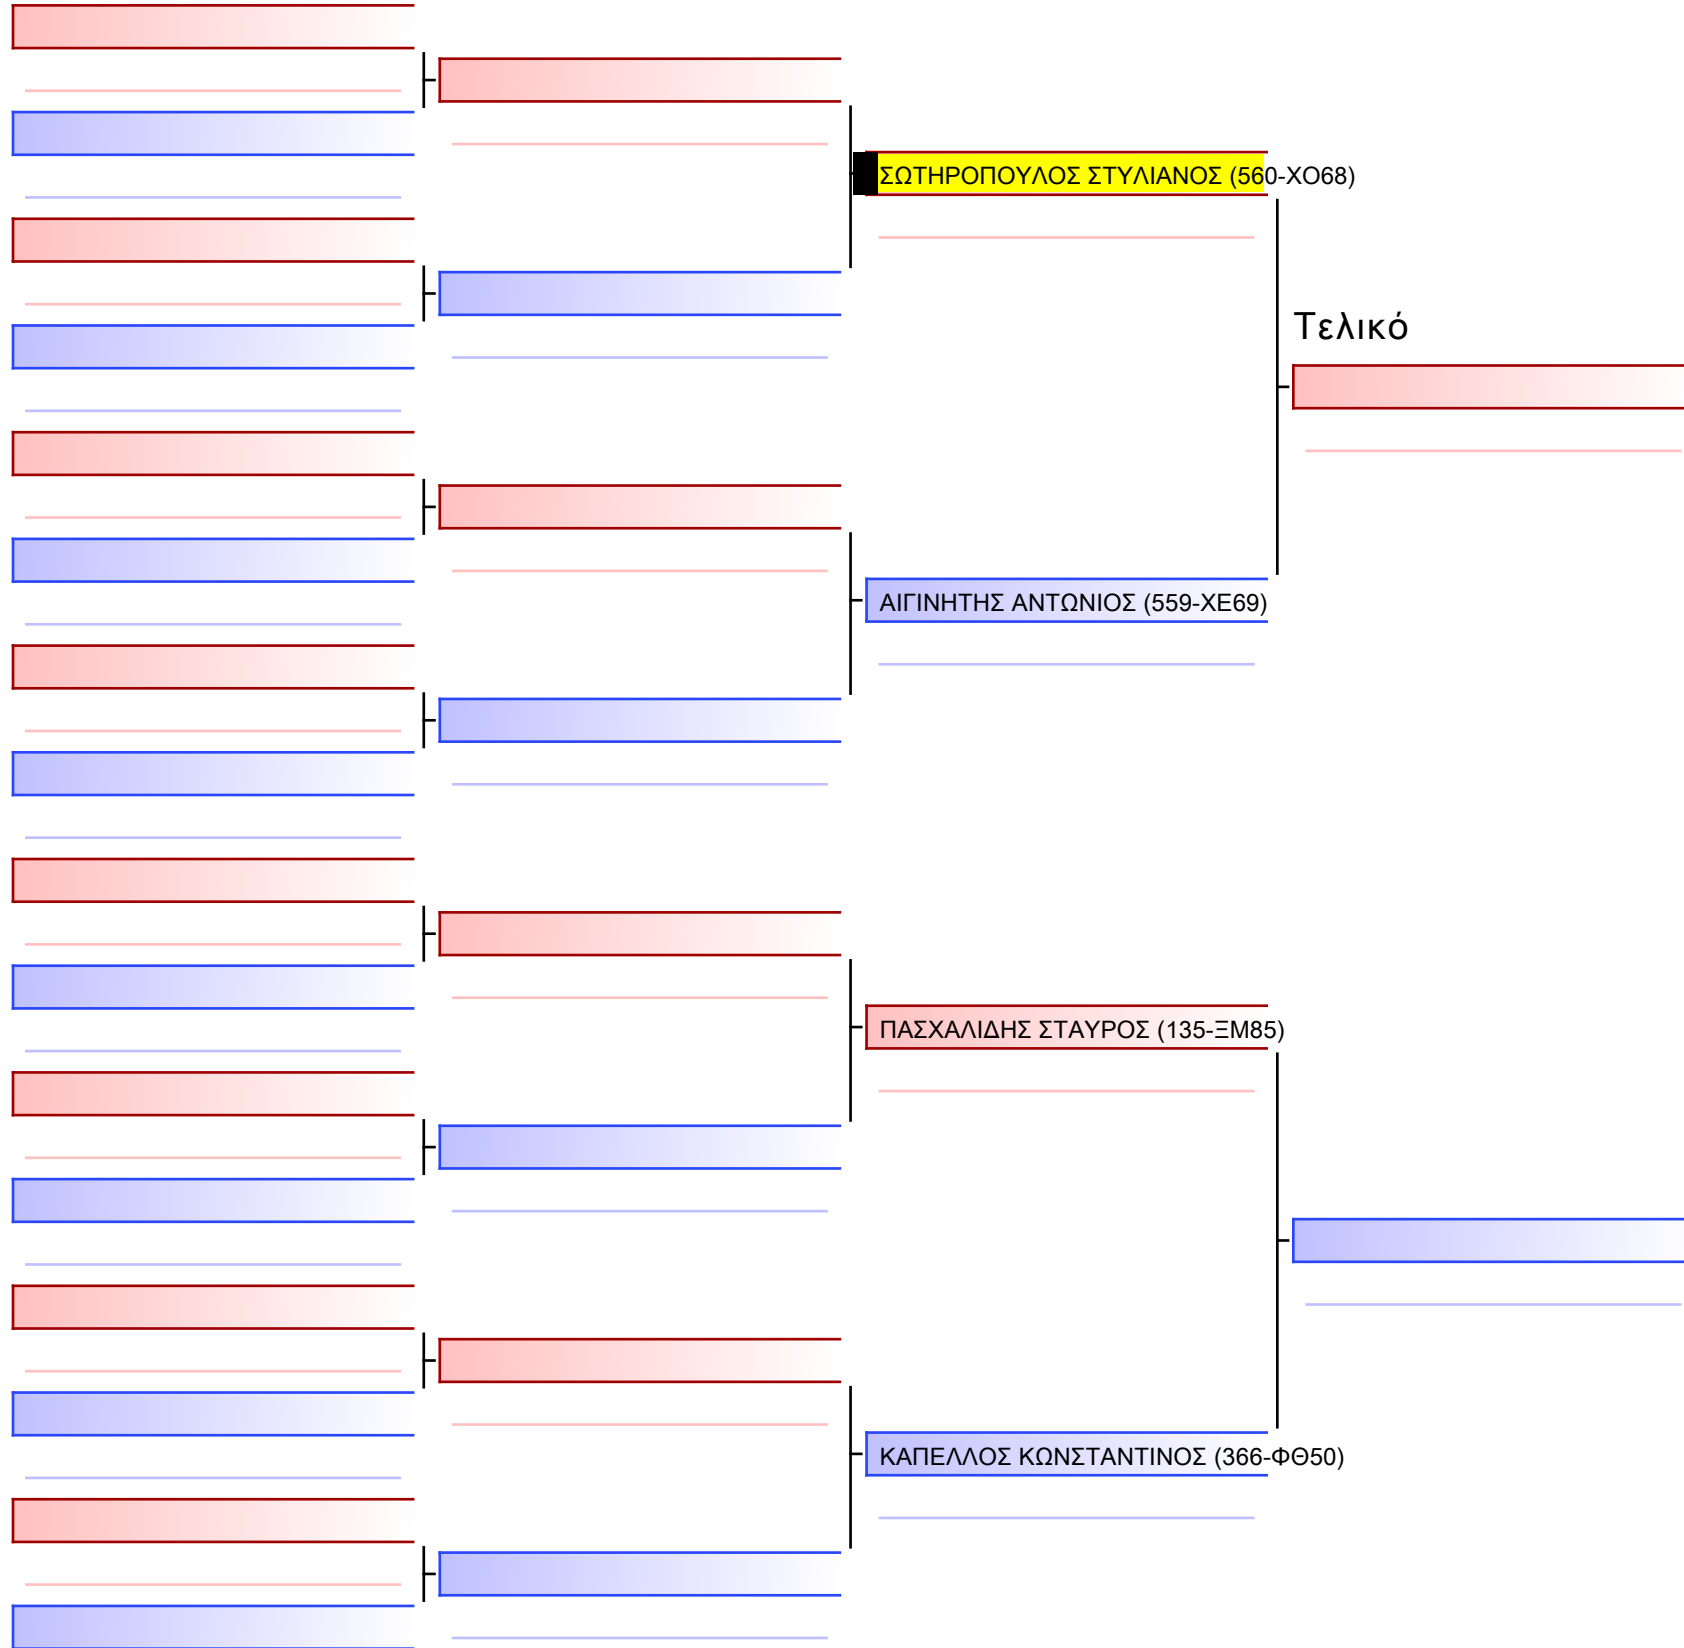 ΣΩΤΗΡΟΠΟΥΛΟΣ ΣΤΥΛΙΑΝΟΣ (560-ΧΟ68)
Τελικό
ΑΙΓΙΝΗΤΗΣ ΑΝΤΩΝΙΟΣ (559-ΧΕ69)
ΠΑΣΧΑΛΙΔΗΣ ΣΤΑΥΡΟΣ (135-ΞΜ85)
ΚΑΠΕΛΛΟΣ ΚΩΝΣΤΑΝΤΙΝΟΣ (366-ΦΘ50)